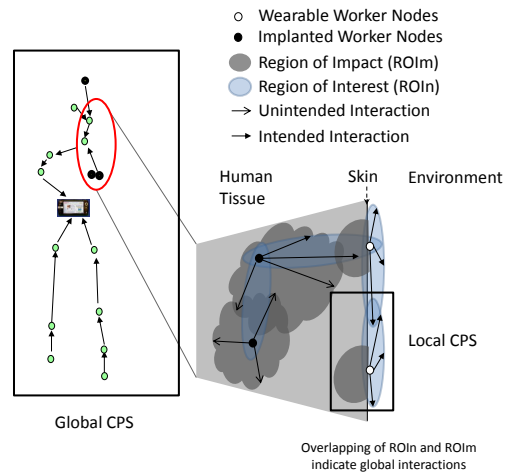 Wearable Worker Nodes
Implanted Worker Nodes
Region of Impact (ROIm)
Region of Interest (ROIn)
Unintended Interaction
Intended Interaction
Human
Tissue
Skin
Environment
Local CPS
Global CPS
Overlapping of ROIn and ROIm
indicate global interactions